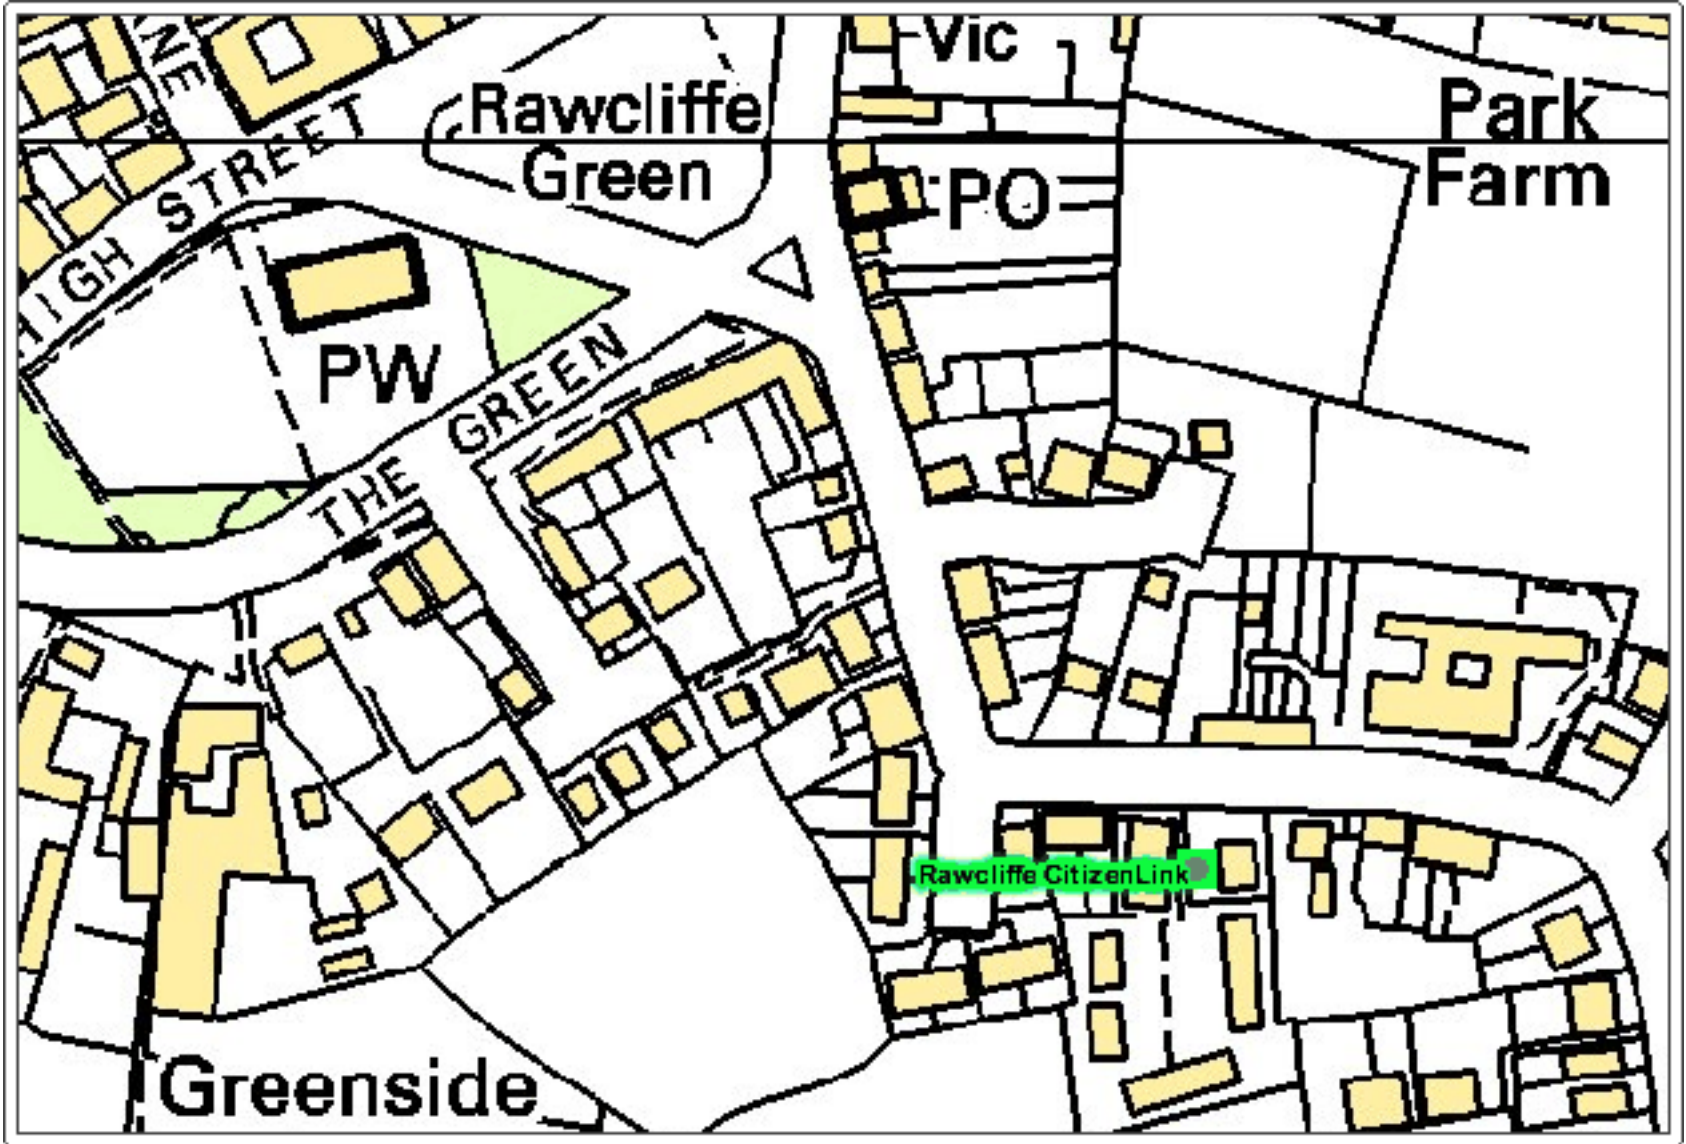 Vic
NE
Rawcliffe
Green
Park
Farm
HIGH STREET
PO
PW
THE GREEN
Rawcliffe CitizenLink
Greenside